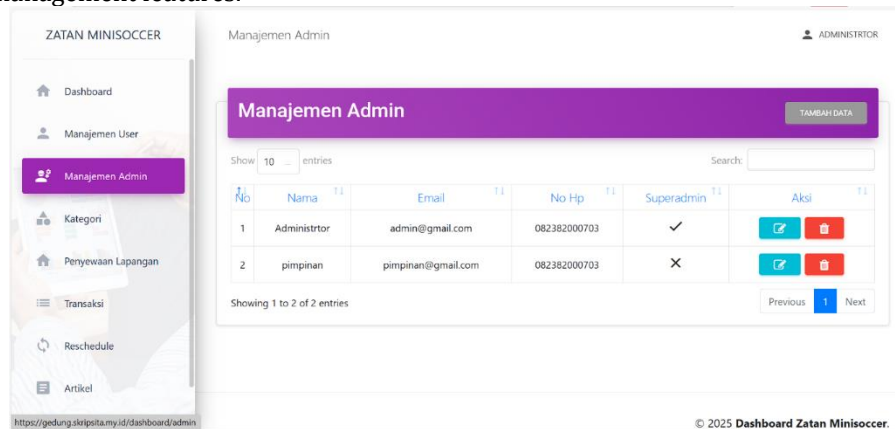 management features.
ZATAN MINISOCCER
Manajemen Admin
ADMINISTRTOR
Dashboard
Manajemen User
Manajemen Admin
Kategori
Penyewaan Lapangan
Transaksi
Reschedule
Artikel
https://gedung.skripsita.my.id/dashboard/admin
Manajemen Admin
TAMBAH DATA
Show 10 ... entries
Search:
No Nama Email No Hp Superadmin Aksi
1 Administrtor admin@gmail.com 082382000703
2 pimpinan pimpinan@gmail.com 082382000703
Showing 1 to 2 of 2 entries
Previous 1 Next
© 2025 Dashboard Zatan Minisoccer.